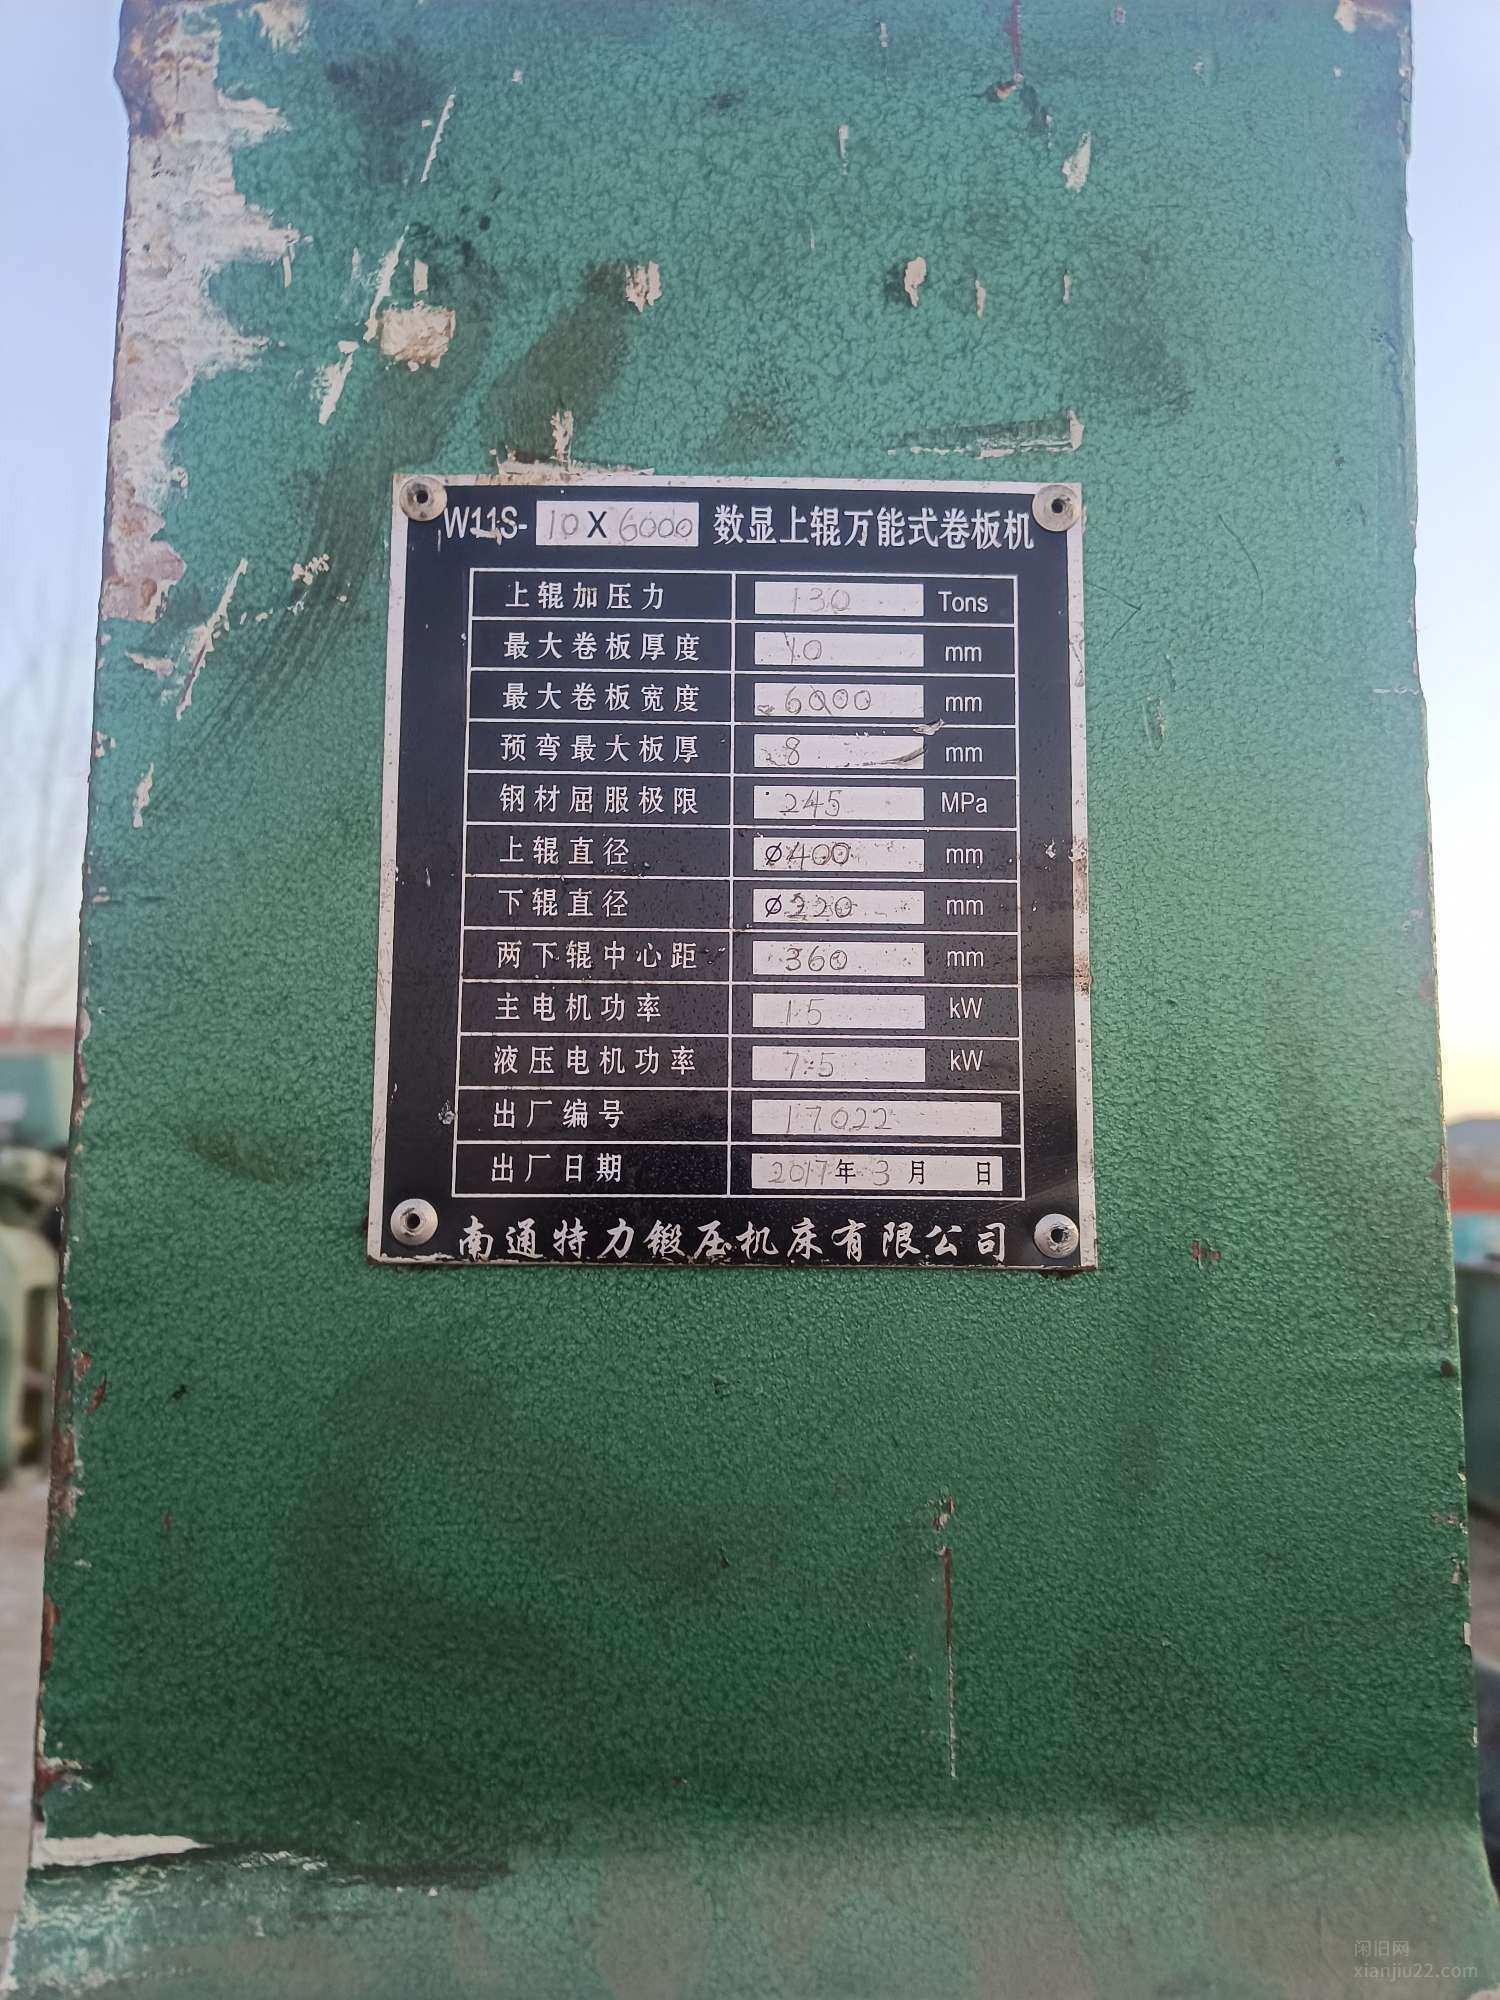 W11S-10X6000 数显上辊万能式卷板机
上辊加压力 130 Tons
最大卷板厚度 10 mm
最大卷板宽度 6000 mm
预弯最大板厚 8 mm
钢材屈服极限 245 MPa
上辊直径 ∅400 mm
下辊直径 ∅220 mm
两下辊中心距 360 mm
主电机功率 15 kW
液压电机功率 7.5 kW
出厂编号 17022
出厂日期 2017年3月 日
南通特力锻压机床有限公司
闲旧网
xianjiu22.com